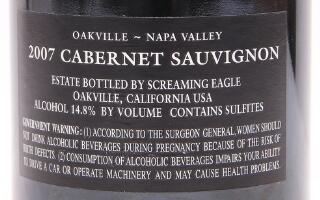 OAKVILLE ~ NAPA VALLEY
2007 CABERNET SAUVIGNON
ESTATE BOTTLED BY SCREAMING EAGLE
OAKVILLE, CALIFORNIA USA
ALCOHOL 14.8% BY VOLUME CONTAINS SULFITES
GOVERNMENT WARNING: (1) ACCORDING TO THE SURGEON GENERAL, WOMEN SHOULD
NOT DRINK ALCOHOLIC BEVERAGES DURING PREGNANCY BECAUSE OF THE RISK OF
BIRTH DEFECTS. (2) CONSUMPTION OF ALCOHOLIC BEVERAGES IMPAIRS YOUR ABILITY
TO DRIVE A CAR OR OPERATE MACHINERY AND MAY CAUSE HEALTH PROBLEMS.